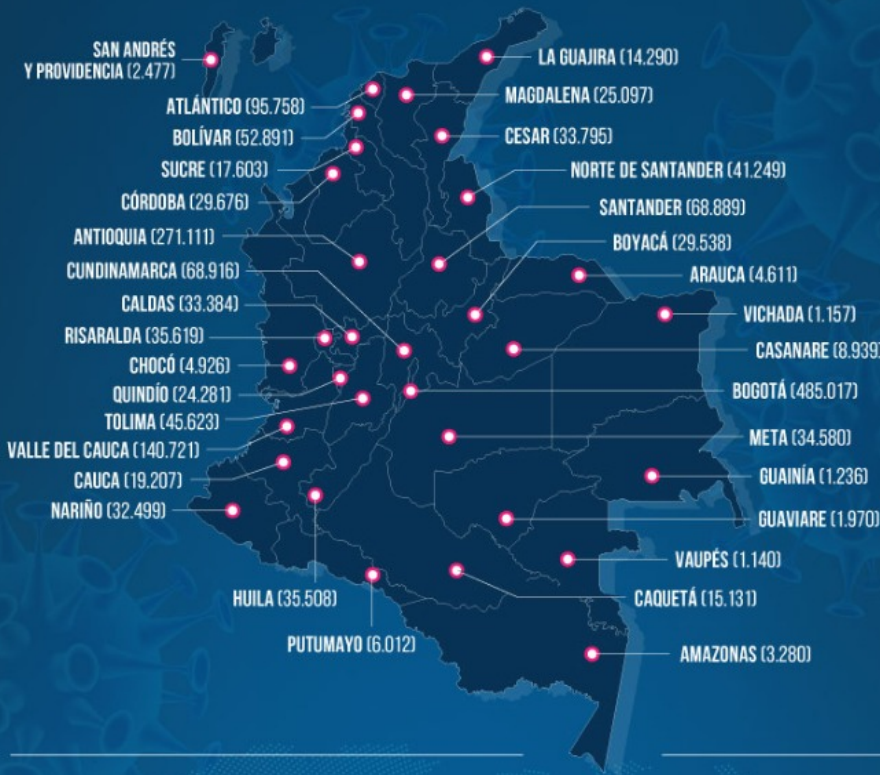 SAN ANDRÉS
Y PROVIDENCIA (2.477)
ATLÁNTICO (95.758)
BOLÍVAR (52.891)
SUCRE (17.603)
CÓRDOBA (29.676)
ANTIOQUIA (271.111)
CUNDINAMARCA (68.916)
CALDAS (33.384)
RISARALDA (35.619)
CHOCÓ (4.926)
QUINDÍO (24.281)
TOLIMA (45.623)
VALLE DEL CAUCA (140.721)
CAUCA (19.207)
NARIÑO (32.499)
HUILA (35.508)
PUTUMAYO (6.012)
LA GUAJIRA (14.290)
MAGDALENA (25.097)
CESAR (33.795)
NORTE DE SANTANDER (41.249)
SANTANDER (68.889)
BOYACÁ (29.538)
ARAUCA (4.611)
VICHADA (1.157)
CASANARE (8.939)
BOGOTÁ (485.017)
META (34.580)
GUAINÍA (1.236)
GUAVIARE (1.970)
VAUPÉS (1.140)
CAQUETÁ (15.131)
AMAZONAS (3.280)